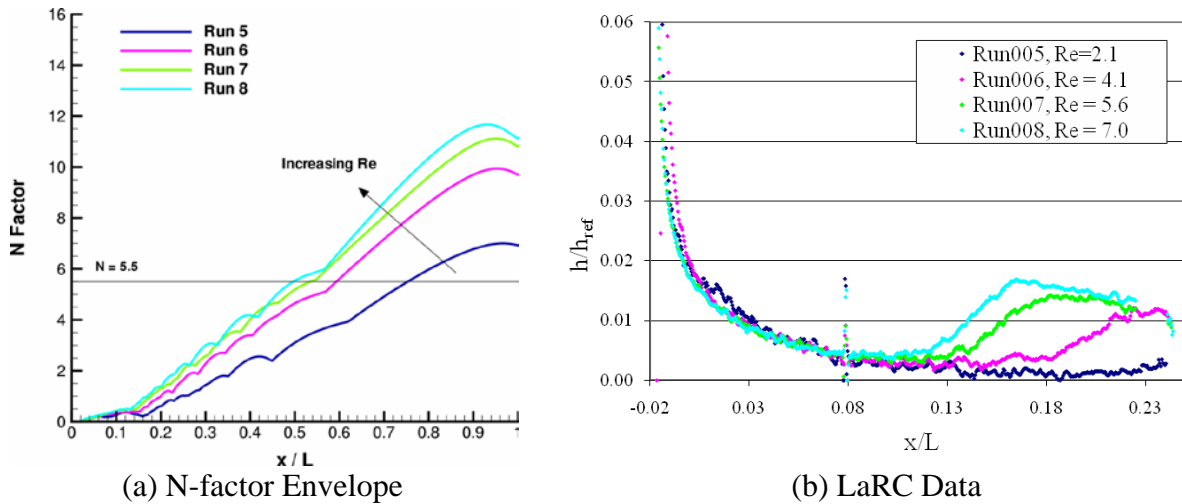 16
14
12
10
8
6
4
2
0
N Factor
Run 5
Run 6
Run 7
Run 8
Increasing Re
N = 5.5
0 0.1 0.2 0.3 0.4 0.5 0.6 0.7 0.8 0.9 1
x / L
(a) N-factor Envelope
0.06
0.05
0.04
0.03
0.02
0.01
0.00
h/href
Run005, Re=2.1
Run006, Re = 4.1
Run007, Re = 5.6
Run008, Re = 7.0
-0.02 0.03 0.08 0.13 0.18 0.23
x/L
(b) LaRC Data